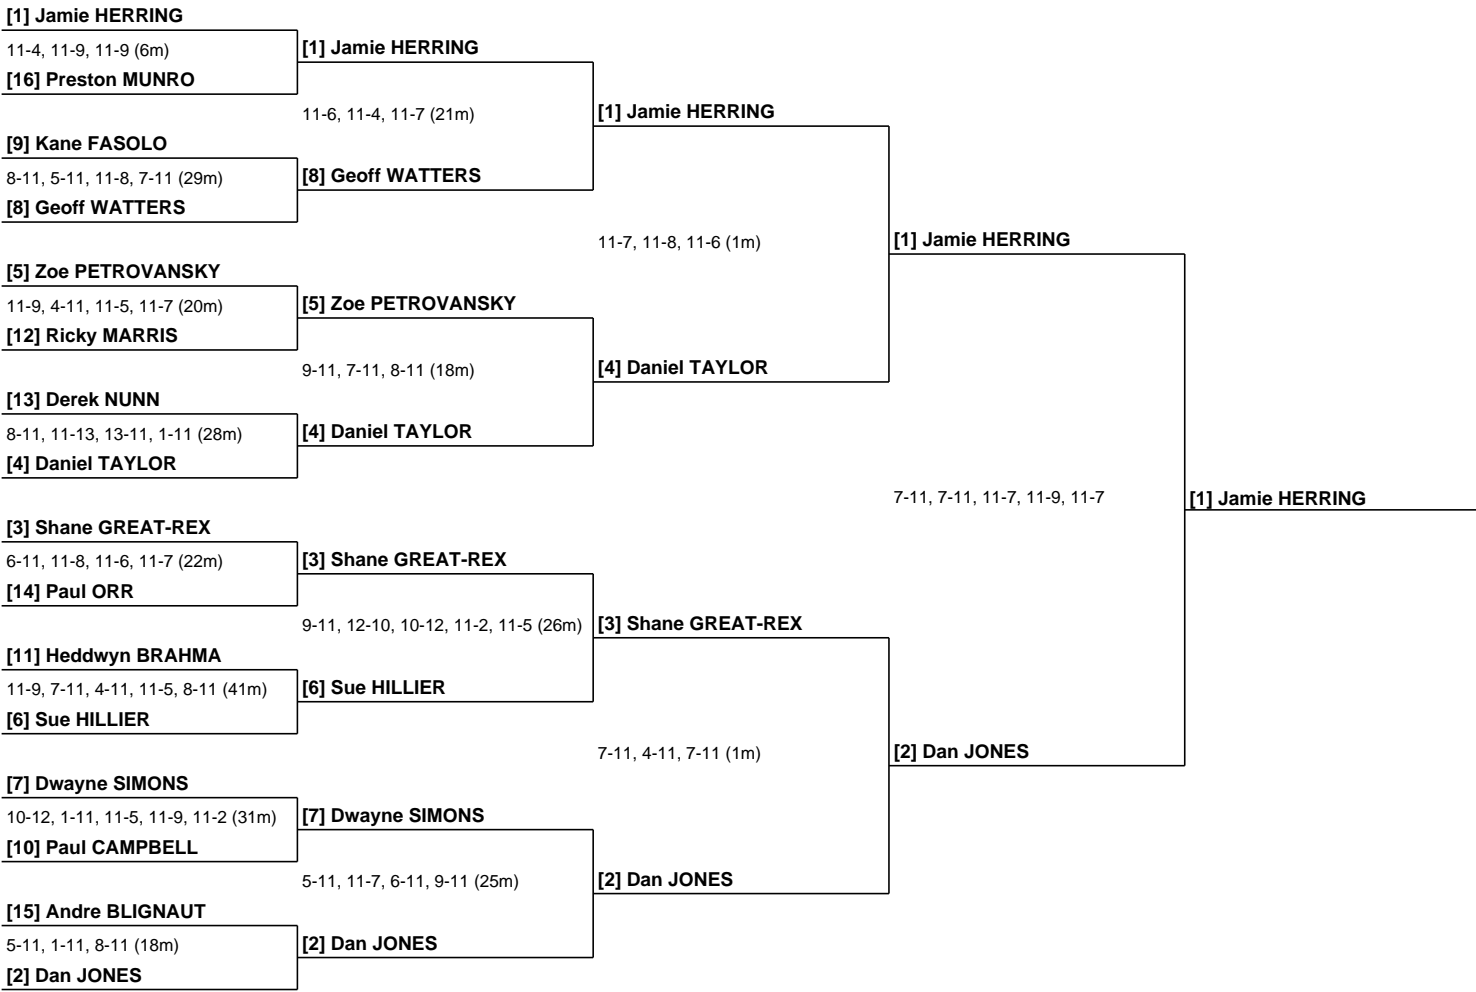 [1] Jamie HERRING
11-4, 11-9, 11-9 (6m)
[16] Preston MUNRO
[9] Kane FASOLO
8-11, 5-11, 11-8, 7-11 (29m)
[8] Geoff WATTERS
[5] Zoe PETROVANSKY
11-9, 4-11, 11-5, 11-7 (20m)
[12] Ricky MARRIS
[13] Derek NUNN
8-11, 11-13, 13-11, 1-11 (28m)
[4] Daniel TAYLOR
[3] Shane GREAT-REX
6-11, 11-8, 11-6, 11-7 (22m)
[14] Paul ORR
[11] Heddwyn BRAHMA
11-9, 7-11, 4-11, 11-5, 8-11 (41m)
[6] Sue HILLIER
[7] Dwayne SIMONS
10-12, 1-11, 11-5, 11-9, 11-2 (31m)
[10] Paul CAMPBELL
[15] Andre BLIGNAUT
5-11, 1-11, 8-11 (18m)
[2] Dan JONES
[1] Jamie HERRING
11-6, 11-4, 11-7 (21m)
[8] Geoff WATTERS
[5] Zoe PETROVANSKY
9-11, 7-11, 8-11 (18m)
[4] Daniel TAYLOR
[3] Shane GREAT-REX
9-11, 12-10, 10-12, 11-2, 11-5 (26m)
[6] Sue HILLIER
[7] Dwayne SIMONS
5-11, 11-7, 6-11, 9-11 (25m)
[2] Dan JONES
[1] Jamie HERRING
11-7, 11-8, 11-6 (1m)
[4] Daniel TAYLOR
[3] Shane GREAT-REX
7-11, 4-11, 7-11 (1m)
[2] Dan JONES
[1] Jamie HERRING
7-11, 7-11, 11-7, 11-9, 11-7
[2] Dan JONES
[1] Jamie HERRING